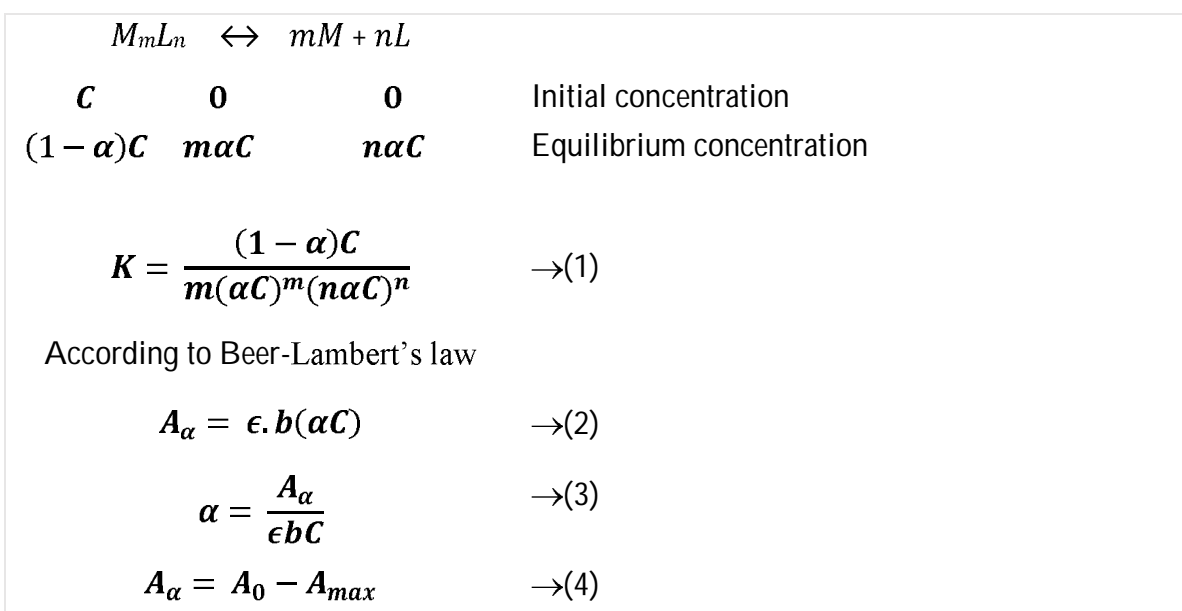 MmLn ↔ mM + nL
C 0 0 Initial concentration
(1 − α)C mαC nαC Equilibrium concentration
K = (1 − α)C / m(αC)^m(nαC)^n →(1)
According to Beer-Lambert’s law
Aα = ϵ. b(αC) →(2)
α = Aα / ϵbC →(3)
Aα = A0 − Amax →(4)